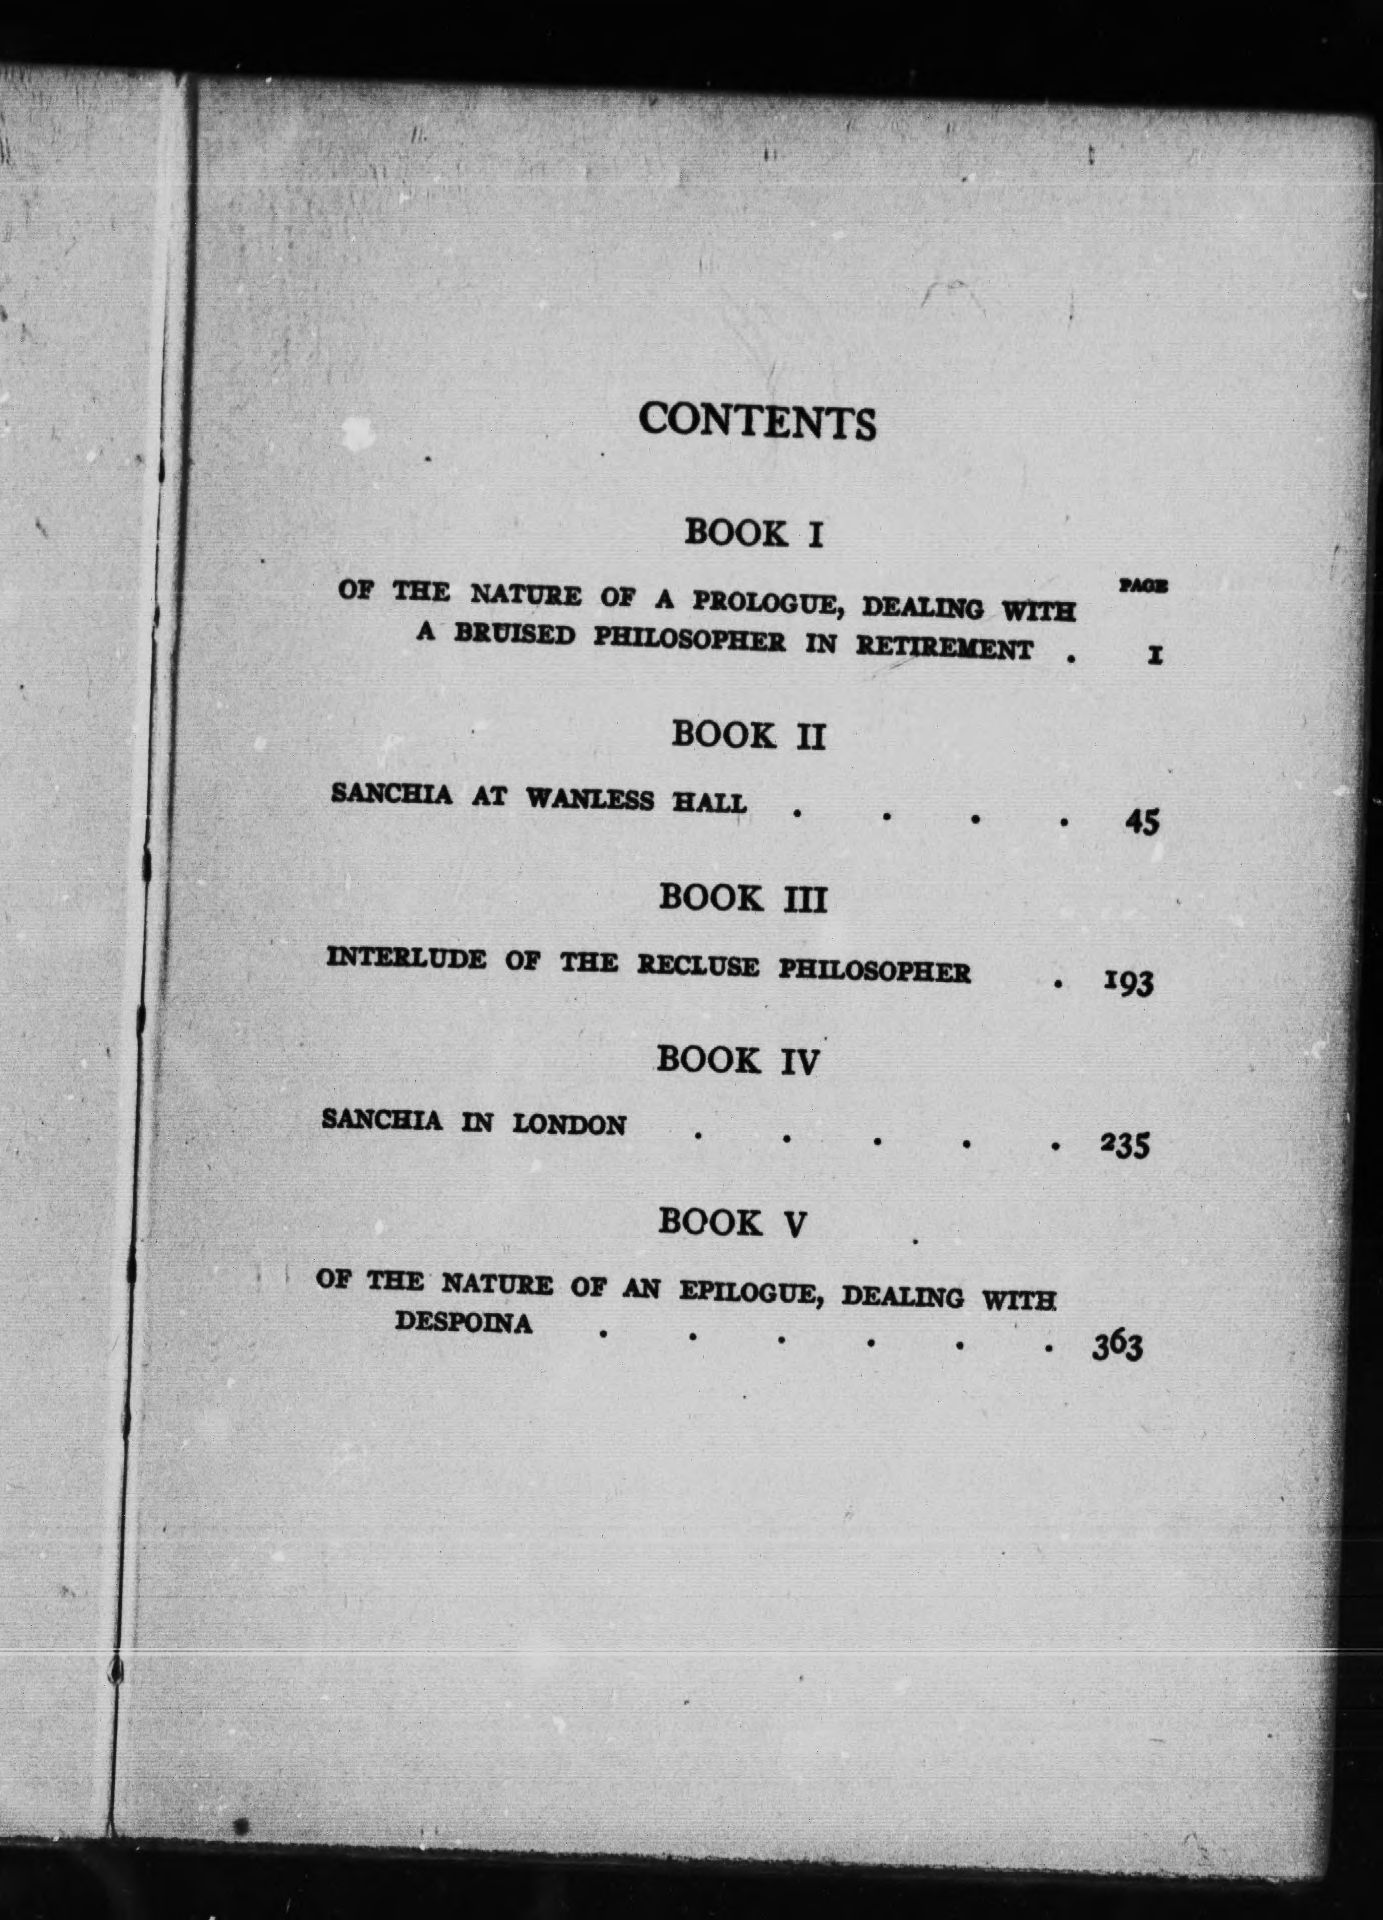 CONTENTS
BOOK I
PAGE
OF THE NATURE OF A PROLOGUE, DEALING WITH
A BRUISED PHILOSOPHER IN RETIREMENT . 1
BOOK II
SANCHIA AT WANLESS HALL . . . . 45
BOOK III
INTERLUDE OF THE RECLUSE PHILOSOPHER . 193
BOOK IV
SANCHIA IN LONDON . . . . . 235
BOOK V
OF THE NATURE OF AN EPILOGUE, DEALING WITH
DESPOINA . . . . . . 363